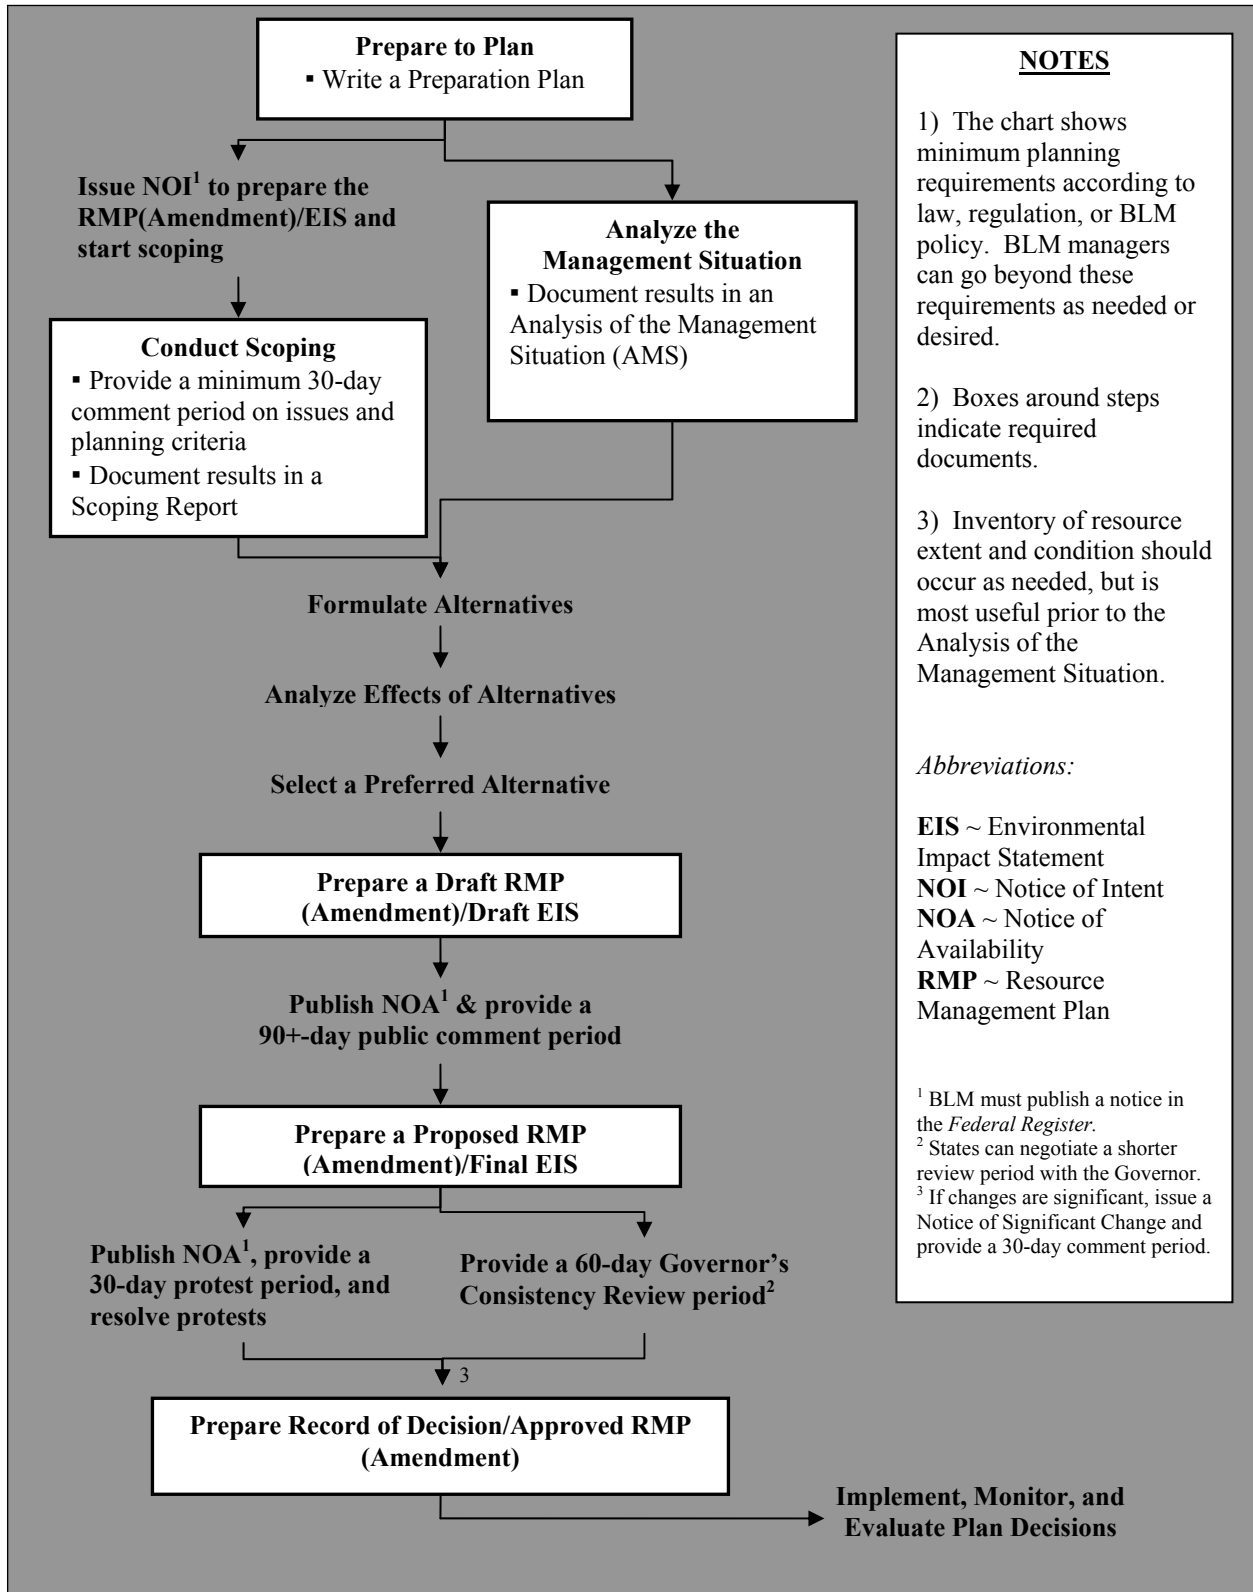 Prepare to Plan
▪ Write a Preparation Plan
Issue NOI¹ to prepare the
RMP(Amendment)/EIS and
start scoping
Analyze the
Management Situation
▪ Document results in an
Analysis of the Management
Situation (AMS)
Conduct Scoping
▪ Provide a minimum 30-day
comment period on issues and
planning criteria
▪ Document results in a
Scoping Report
Formulate Alternatives
Analyze Effects of Alternatives
Select a Preferred Alternative
Prepare a Draft RMP
(Amendment)/Draft EIS
Publish NOA¹ & provide a
90+-day public comment period
Prepare a Proposed RMP
(Amendment)/Final EIS
Publish NOA¹, provide a
30-day protest period, and
resolve protests
Provide a 60-day Governor’s
Consistency Review period²
3
Prepare Record of Decision/Approved RMP
(Amendment)
Implement, Monitor, and
Evaluate Plan Decisions
NOTES
1) The chart shows
minimum planning
requirements according to
law, regulation, or BLM
policy. BLM managers
can go beyond these
requirements as needed or
desired.
2) Boxes around steps
indicate required
documents.
3) Inventory of resource
extent and condition should
occur as needed, but is
most useful prior to the
Analysis of the
Management Situation.
Abbreviations:
EIS ~ Environmental
Impact Statement
NOI ~ Notice of Intent
NOA ~ Notice of
Availability
RMP ~ Resource
Management Plan
¹ BLM must publish a notice in
the Federal Register.
² States can negotiate a shorter
review period with the Governor.
³ If changes are significant, issue a
Notice of Significant Change and
provide a 30-day comment period.